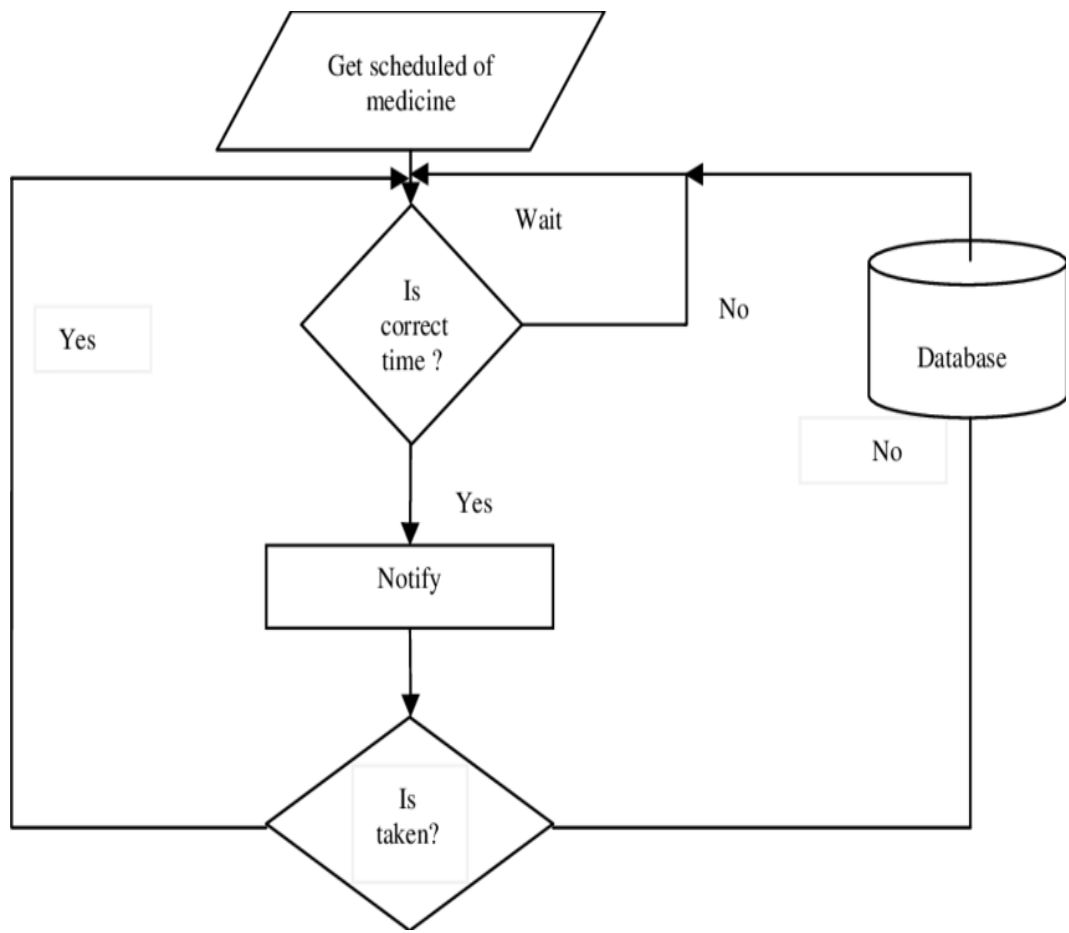 Get scheduled of
medicine
Wait
Is
correct
time ?
No
Yes
Database
No
Yes
Notify
Is
taken?